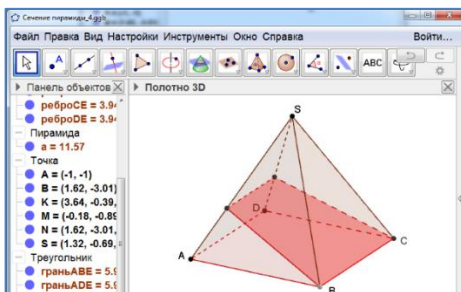 Сечение пирамиды_4.ggb
Файл Правка Вид Настройки Инструменты Окно Справка
Войти...
ABC
Панель объектов
Полотно 3D
реброCE = 3.94
реброDE = 3.94
Пирамида
a = 11.57
Точка
A = (-1, -1)
B = (1.62, -3.01)
K = (3.64, -0.39,
M = (-0.18, -0.89
N = (1.62, -3.01,
S = (1.32, -0.69,
Треугольник
граньABE = 5.9
граньADE = 5.9
S
D
C
A
B